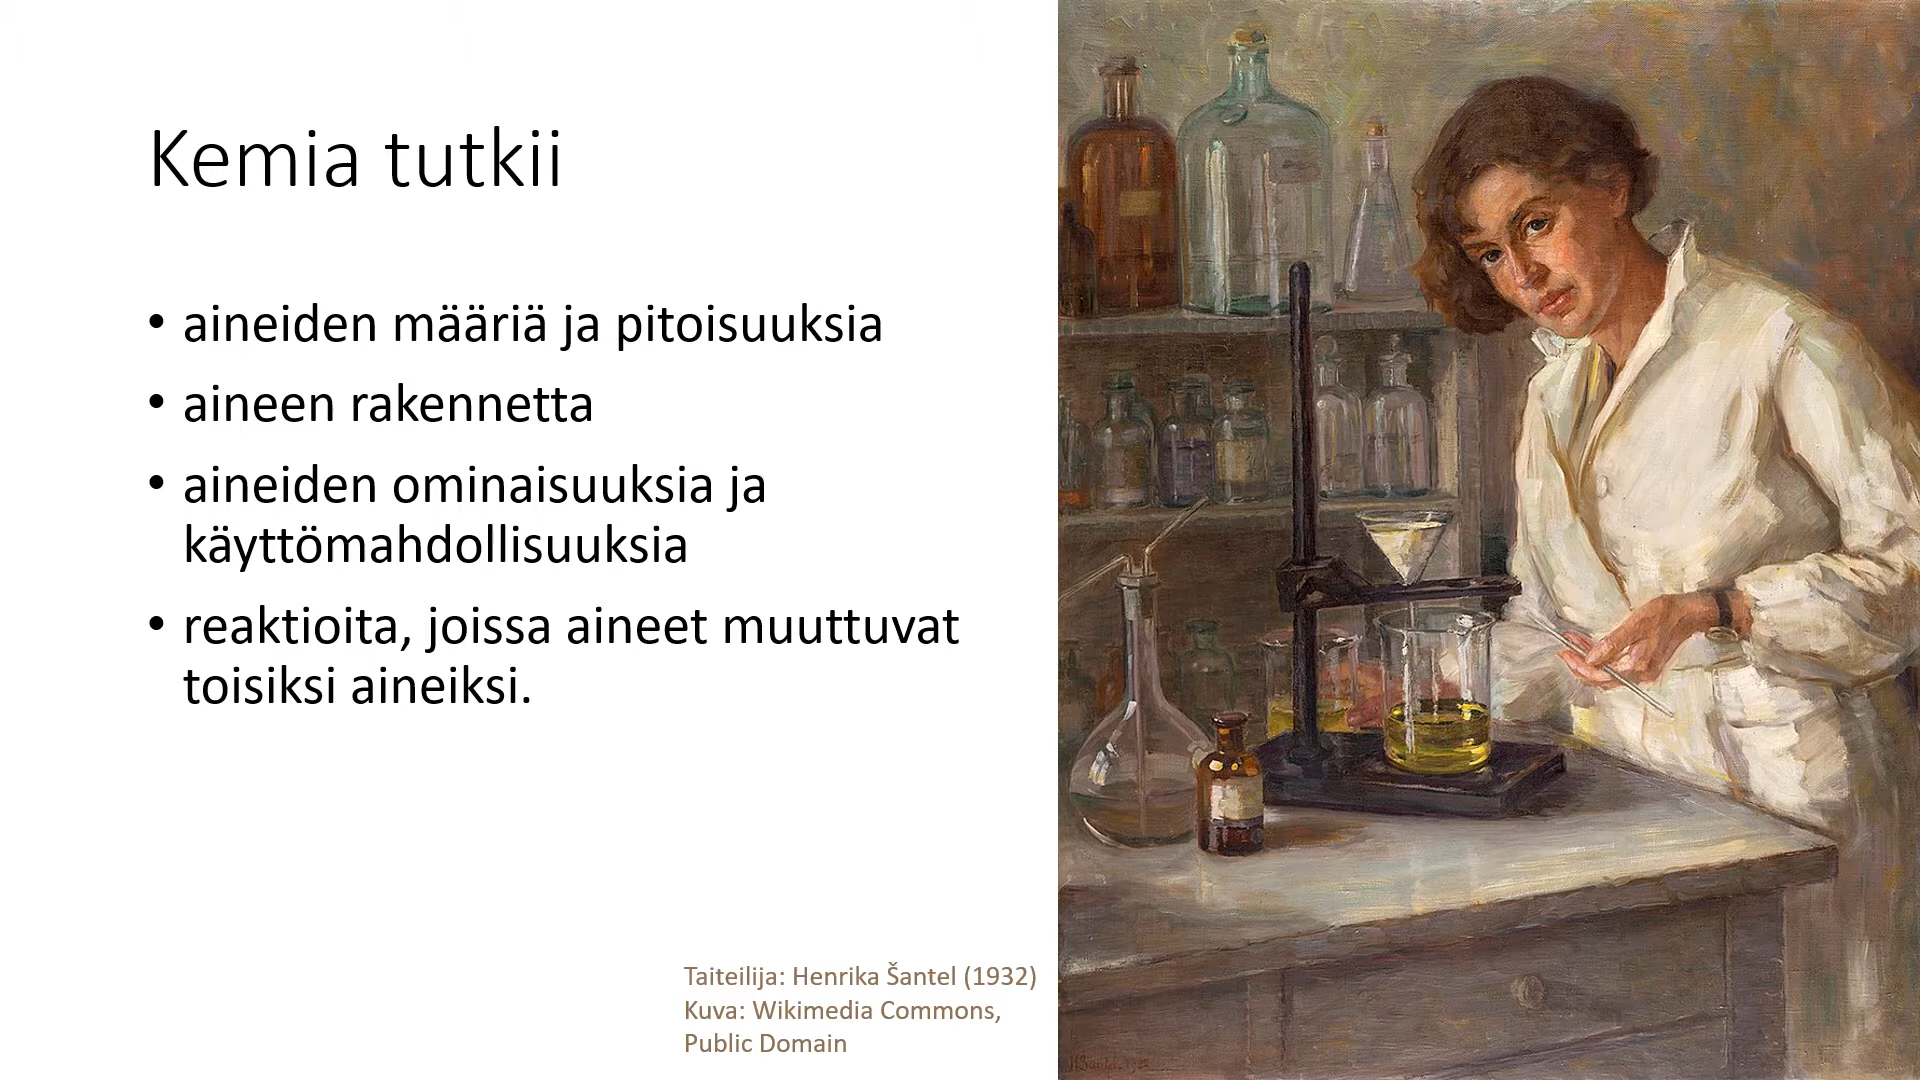 Kemia tutkii
• aineiden määriä ja pitoisuuksia
• aineen rakennetta
• aineiden ominaisuuksia ja
käyttömahdollisuuksia
• reaktioita, joissa aineet muuttuvat
toisiksi aineiksi.
Taiteilija: Henrika Šantel (1932)
Kuva: Wikimedia Commons,
Public Domain